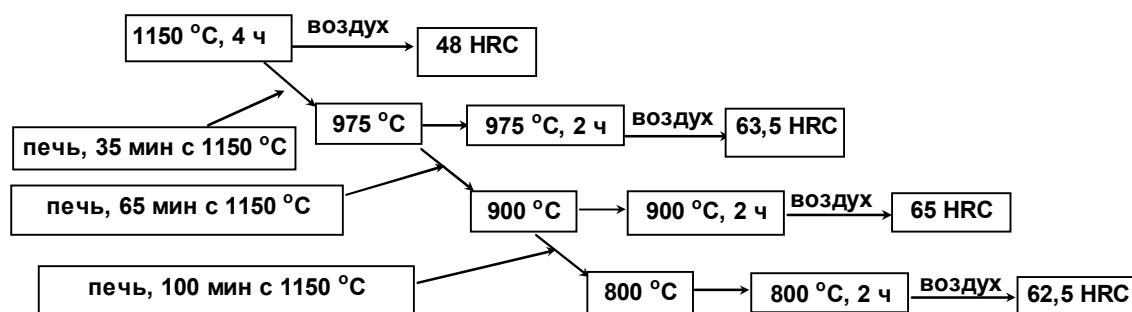 1150 °C, 4 ч
воздух
48 HRC
печь, 35 мин с 1150 °C
975 °C
975 °C, 2 ч
воздух
63,5 HRC
печь, 65 мин с 1150 °C
900 °C
900 °C, 2 ч
воздух
65 HRC
печь, 100 мин с 1150 °C
800 °C
800 °C, 2 ч
воздух
62,5 HRC